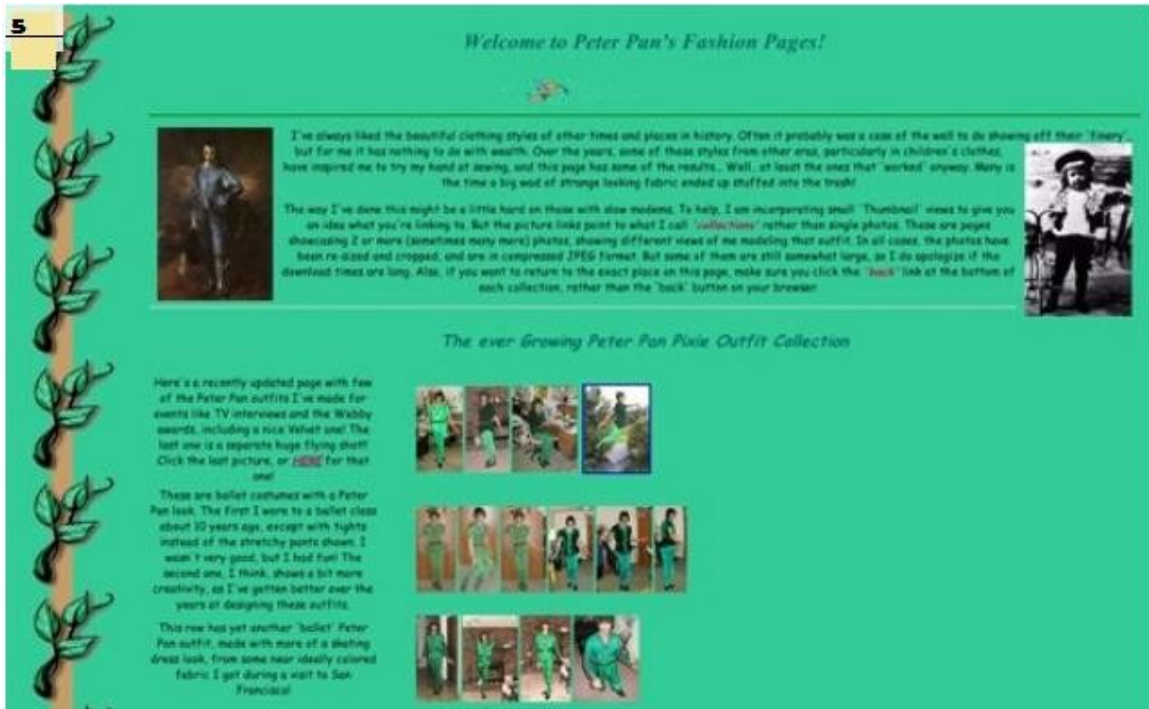 5
Welcome to Peter Pan's Fashion Pages!
I've always liked the beautiful clothing styles of other times and places in history. Often it probably was a case of the well to do showing off their 'finery',
but for me it has nothing to do with wealth. Over the years, some of these styles from other eras, particularly in children's clothes,
have inspired me to try my hand at sewing, and this page has some of the results... Well, at least the ones that 'worked' anyway. Many is
the time a big wad of strange looking fabric ended up stuffed into the trash!
The way I've done this might be a little hard on those with slow modems. To help, I am incorporating small 'Thumbnail' views to give you
an idea what you're linking to. But the picture links point to what I call "collections" rather than single photos. These are pages
showcasing 2 or more (sometimes many more) photos, showing different views of me modeling that outfit. In all cases, the photos have
been re-sized and cropped, and are in compressed JPEG format. But some of them are still somewhat large, so I do apologize if the
download times are long. Also, if you want to return to the exact place on this page, make sure you click the "back" link at the bottom of
each collection, rather than the 'back' button on your browser.
The ever Growing Peter Pan Pixie Outfit Collection
Here's a recently updated page with few
of the Peter Pan outfits I've made for
events like TV interviews and the Webby
awards, including a nice Velvet one! The
last one is a separate huge flying shot!
Click the last picture, or HERE for that
one!
These are ballet costumes with a Peter
Pan look. The first I wore to a ballet class
about 10 years ago, except with tights
instead of the stretchy pants shown. I
wasn't very good, but I had fun! The
second one, I think, shows a bit more
creativity, as I've gotten better over the
years at designing these outfits.
This row has yet another 'ballet' Peter
Pan outfit, made with more of a skating
dress look, from some near ideally colored
fabric I got during a visit to San
Francisco!